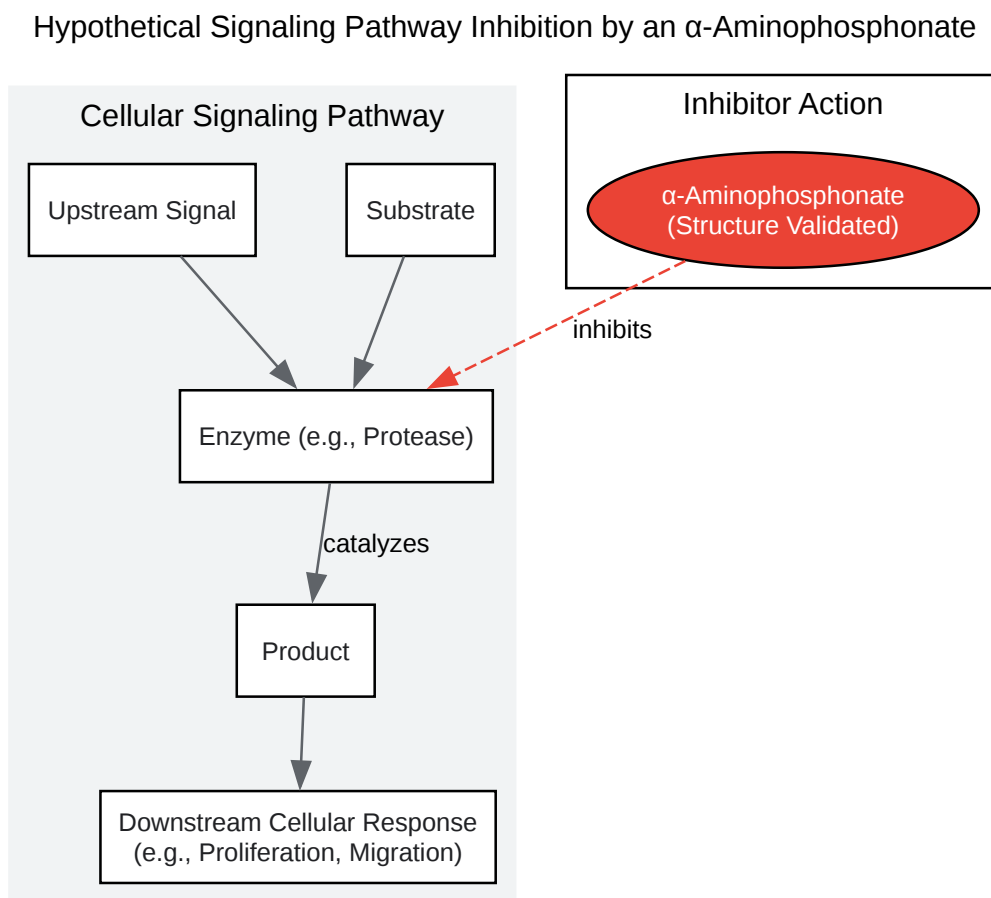 Hypothetical Signaling Pathway Inhibition by an α-Aminophosphonate
Cellular Signaling Pathway
Inhibitor Action
Upstream Signal
Substrate
α-Aminophosphonate
(Structure Validated)
inhibits
Enzyme (e.g., Protease)
catalyzes
Product
Downstream Cellular Response
(e.g., Proliferation, Migration)